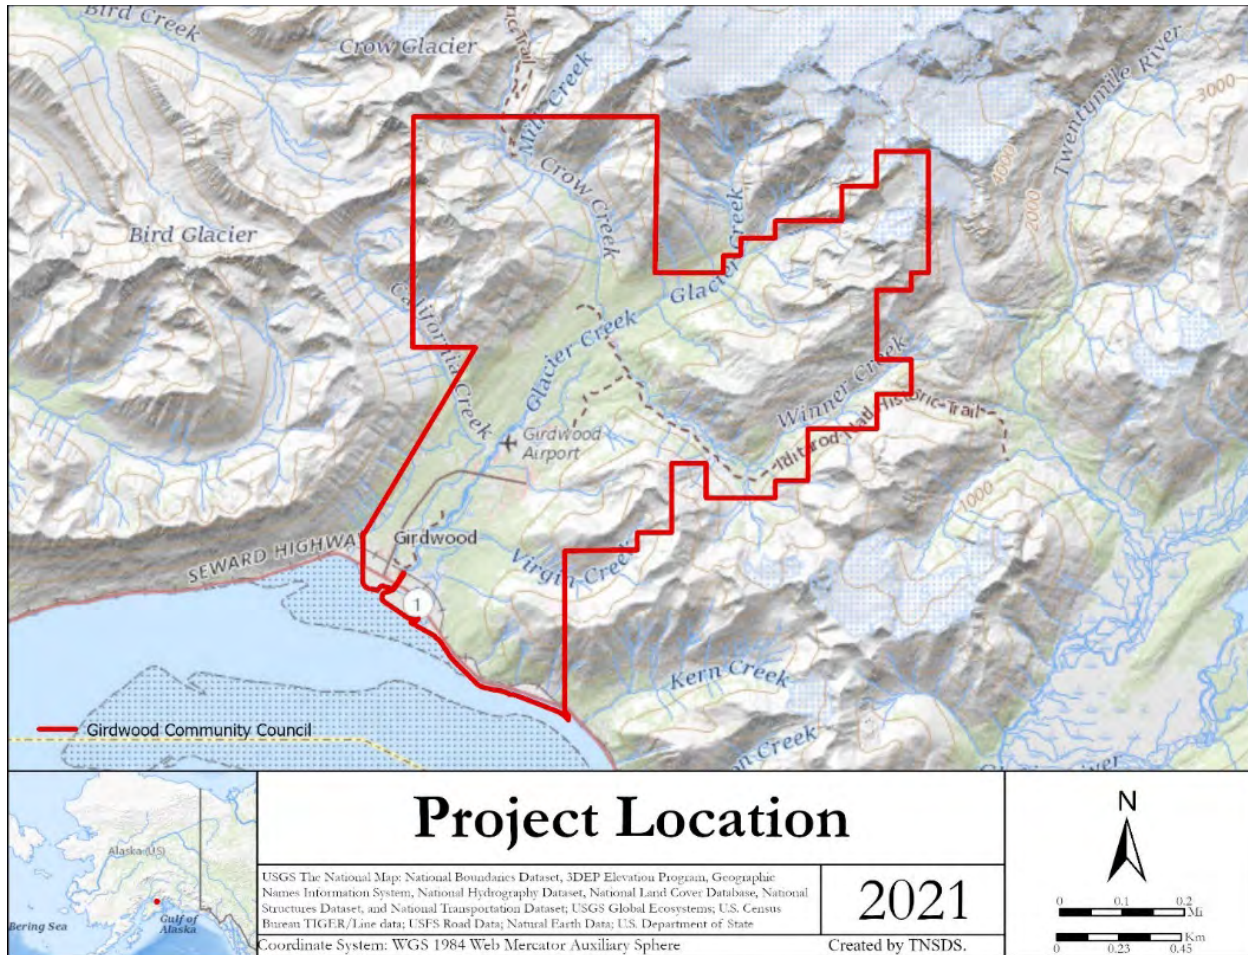 Bird Creek
Crow Glacier
Trail
Milk Creek
Twentymile River
3000
4000
2000
Crow Creek
Bird Glacier
Glacier Creek
California Creek
Glacier Creek
Winner Creek
Iditarod Natl Historic Trail
Girdwood
Airport
1000
SEWARD HIGHWAY
Girdwood
Virgin Creek
1
Kern Creek
Creek
River
Girdwood Community Council
Project Location
N
Alaska (US)
Bering Sea
Gulf of
Alaska
USGS The National Map: National Boundaries Dataset, 3DEP Elevation Program, Geographic
Names Information System, National Hydrography Dataset, National Land Cover Database, National
Structures Dataset, and National Transportation Dataset; USGS Global Ecosystems; U.S. Census
Bureau TIGER/Line data; USFS Road Data; Natural Earth Data; U.S. Department of State
2021
0 0.1 0.2
Mi
Km
0 0.23 0.45
Coordinate System: WGS 1984 Web Mercator Auxiliary Sphere
Created by TNSDS.